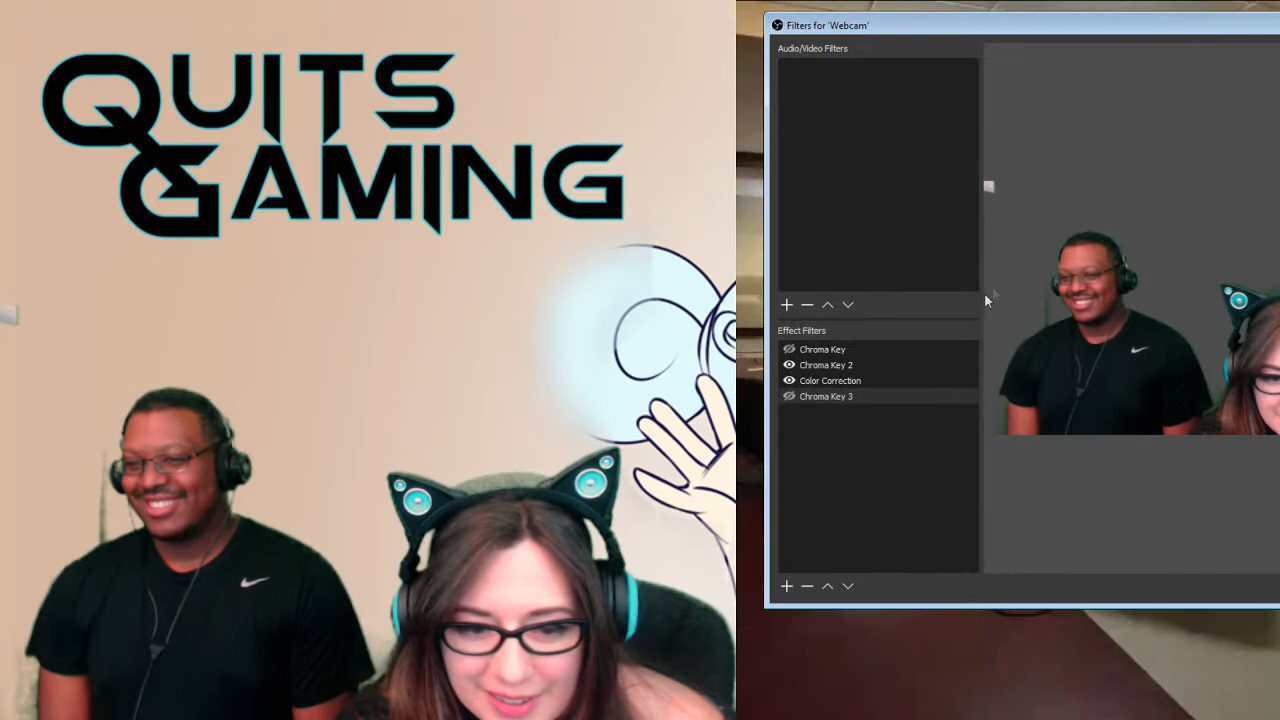 QUITS
GAMING
Filters for 'Webcam'
Audio/Video Filters
Effect Filters
Chroma Key
Chroma Key 2
Color Correction
Chroma Key 3